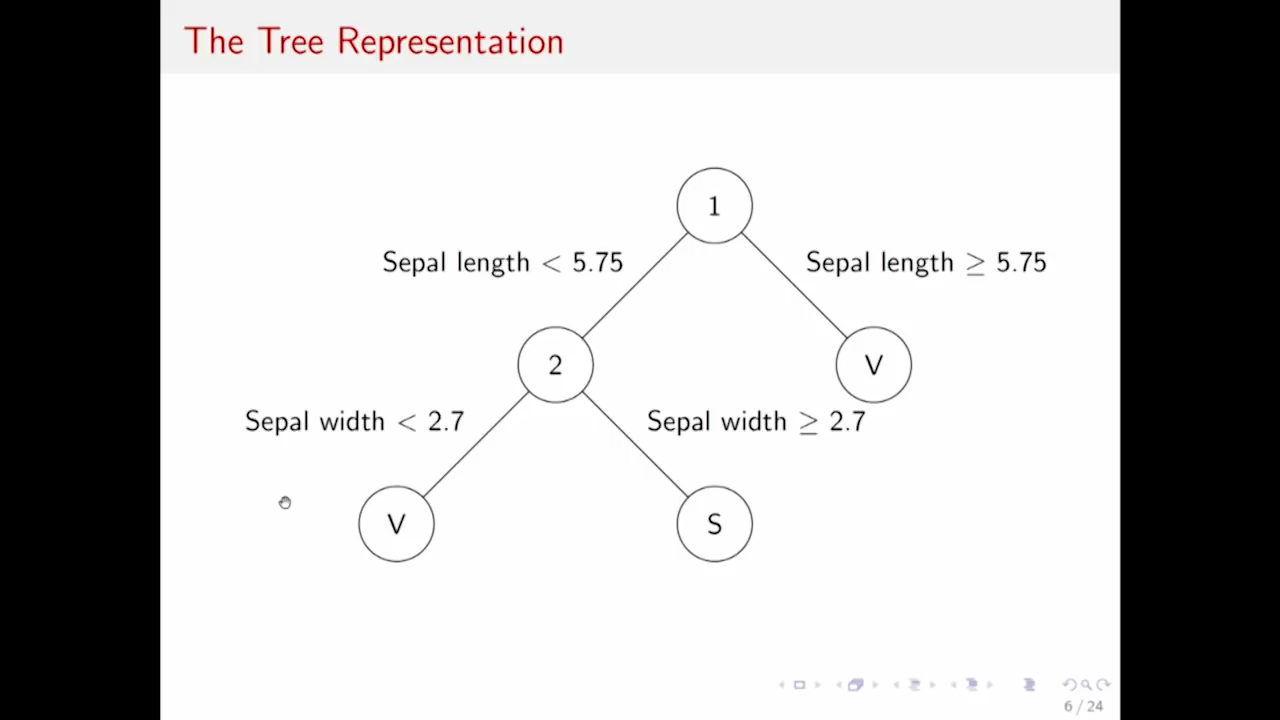 The Tree Representation
1
Sepal length < 5.75
Sepal length ≥ 5.75
2
V
Sepal width < 2.7
Sepal width ≥ 2.7
V
S
6 / 24